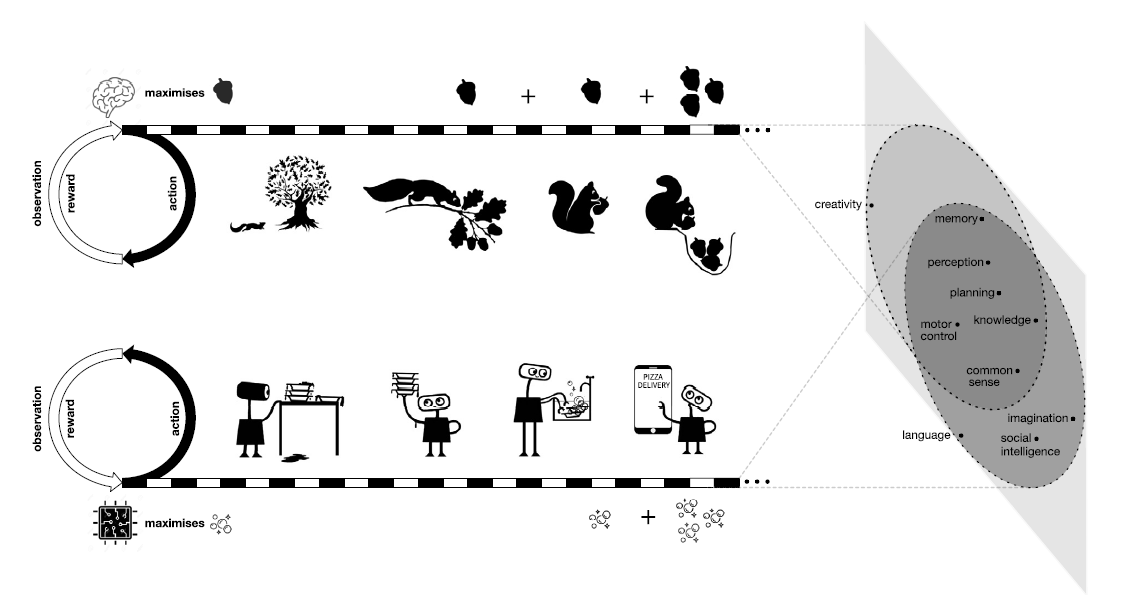 maximises
+
+
observation
reward
action
creativity
memory
perception
planning
motor
control
knowledge
common
sense
imagination
language
social
intelligence
observation
reward
action
PIZZA
DELIVERY
maximises
+